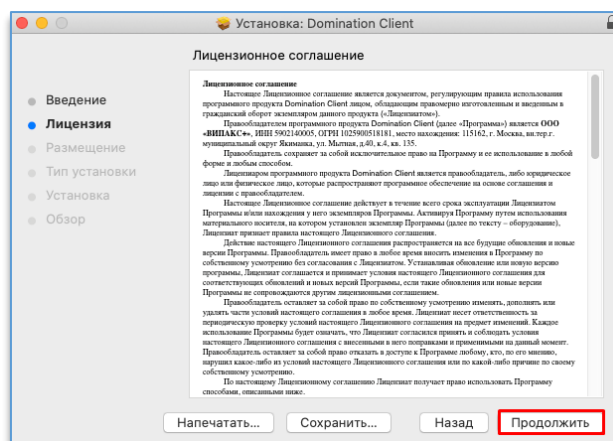 Установка: Domination Client
Введение
Лицензия
Размещение
Тип установки
Установка
Обзор
Лицензионное соглашение
Лицензионное соглашение
Настоящее Лицензионное соглашение является документом, регулирующим правила использования
программного продукта Domination Client лицом, обладающим правомерно изготовленным и введенным в
гражданский оборот экземпляром данного продукта («Лицензиатом»).
Правообладателем программного продукта Domination Client (далее «Программа») является ООО
«ВИПАКС+», ИНН 5902140005, ОГРН 1025900518181, место нахождения: 115162, г. Москва, вн.тер.г.
муниципальный округ Якиманка, ул. Мытная, д.40, к.4, кв. 135.
Правообладатель сохраняет за собой исключительное право на Программу и ее использование в любой
форме и любым способом.
Лицензиаром программного продукта Domination Client является правообладатель, либо юридическое
лицо или физическое лицо, которые распространяют программное обеспечение на основе соглашения и
лицензии с правообладателем.
Настоящее Лицензионное соглашение действует в течение всего срока эксплуатации Лицензиатом
Программы и/или нахождения у него экземпляров Программы. Активируя Программу путем использования
материального носителя, на котором установлен экземпляр Программы (далее по тексту – оборудование),
Лицензиат признает правила настоящего Лицензионного соглашения.
Действие настоящего Лицензионного соглашения распространяется на все будущие обновления и новые
версии Программы. Правообладатель имеет право в любое время вносить изменения в Программу по
собственному усмотрению без согласования с Лицензиатом. Устанавливая обновление или новую версию
программы, Лицензиат соглашается и принимает условия настоящего Лицензионного соглашения для
соответствующих обновлений и новых версий Программы, если такие обновления или новые версии
Программы не сопровождаются другим лицензионными соглашением.
Правообладатель оставляет за собой право по собственному усмотрению изменять, дополнять или
удалять части условий настоящего соглашения в любое время. Лицензиат несет ответственность за
периодическую проверку условий настоящего Лицензионного соглашения на предмет изменений. Каждое
использование Программы будет означать, что Лицензиат согласился принять и соблюдать условия
настоящего Лицензионного соглашения с внесенными в него поправками и применимыми на данный момент.
Правообладатель оставляет за собой право отказать в доступе к Программе любому, кто, по его мнению,
нарушил какое-либо из условий настоящего Лицензионного соглашения или по какой-либо причине по своему
собственному усмотрению.
По настоящему Лицензионному соглашению Лицензиат получает право использовать Программу
способами, описанными ниже.
Напечатать...
Сохранить...
Назад
Продолжить